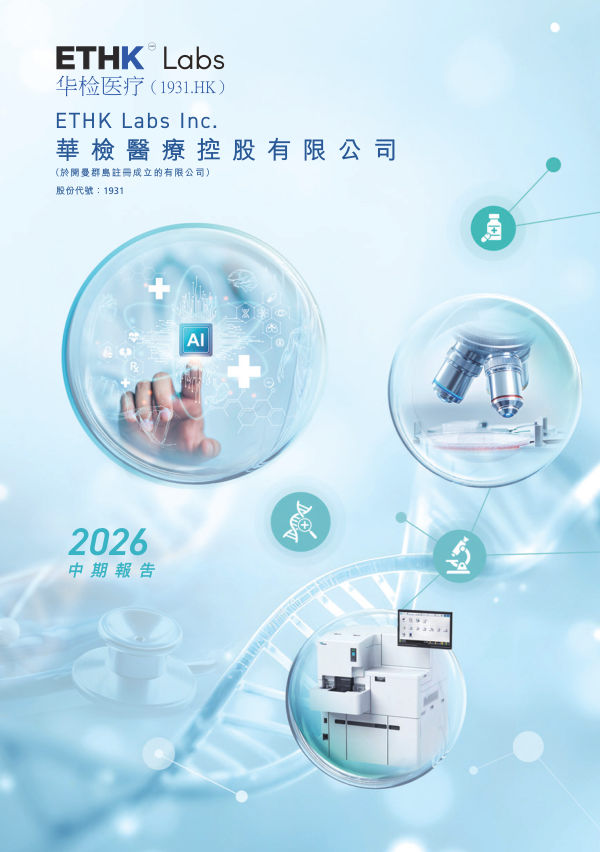 ETHK Labs
华检医疗（1931.HK）
ETHK Labs Inc.
華檢醫療控股有限公司
(於開曼群島註冊成立的有限公司)
股份代號：1931
AI
2026
中期報告